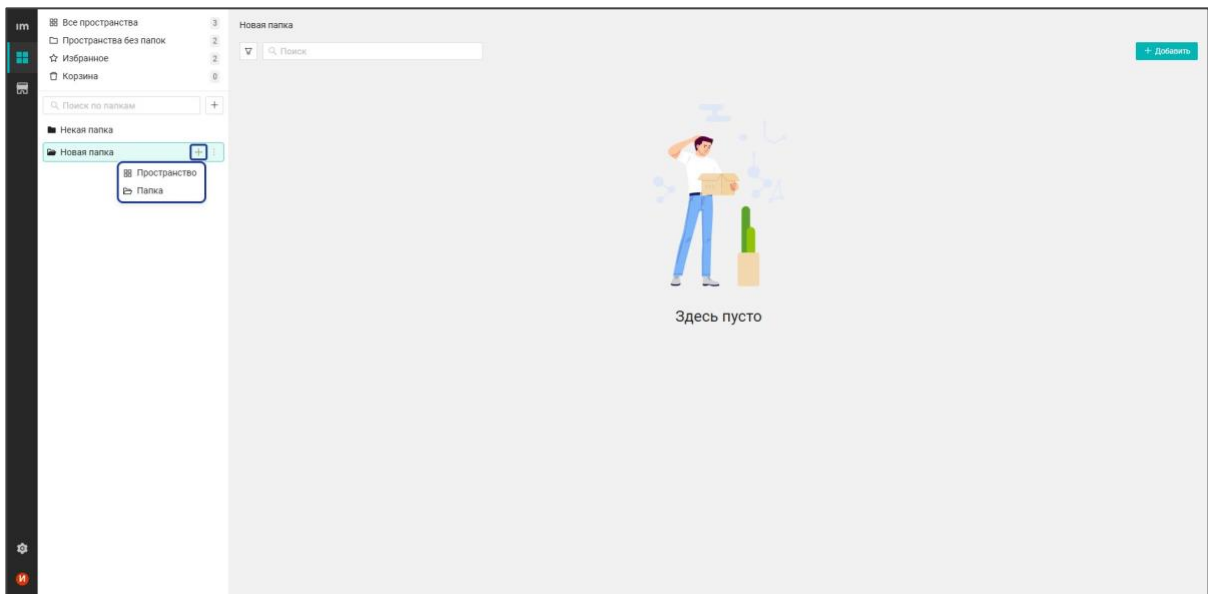 ım
Все пространства 3
Пространства без папок 2
Избранное 2
Корзина 0
Поиск по папкам
Некая папка
Новая папка
Пространство
Папка
Новая папка
Поиск
+ Добавить
Здесь пусто
И